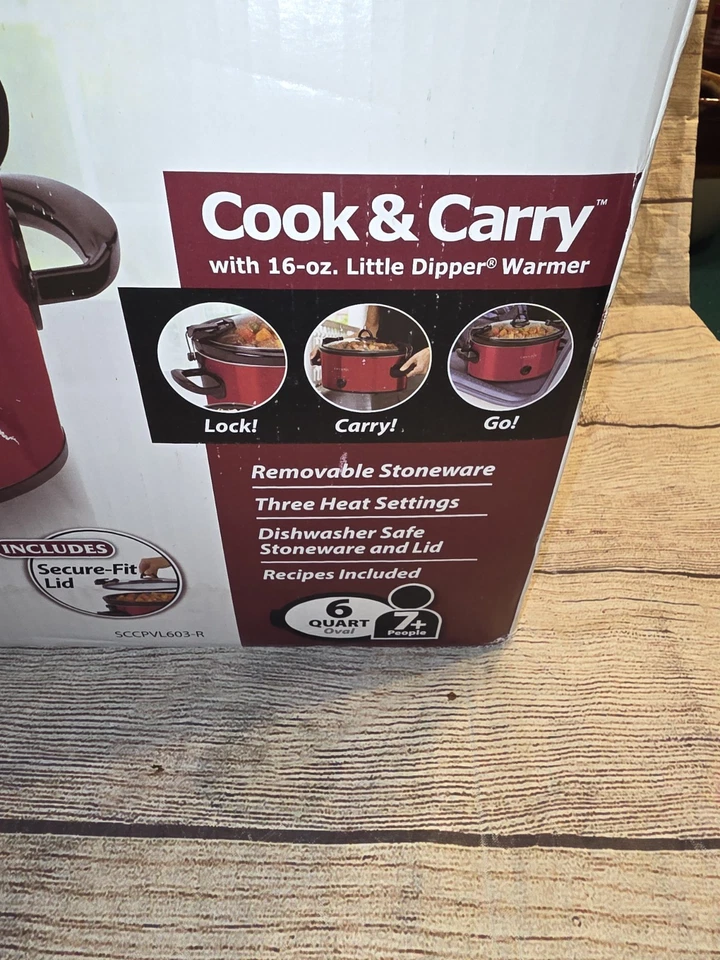 Cook & Carry™
with 16-oz. Little Dipper® Warmer
Lock!
Carry!
Go!
Removable Stoneware
Three Heat Settings
Dishwasher Safe
Stoneware and Lid
Recipes Included
INCLUDES
Secure-Fit
Lid
6
QUART
Oval
7+
People
SCCPVL603-R